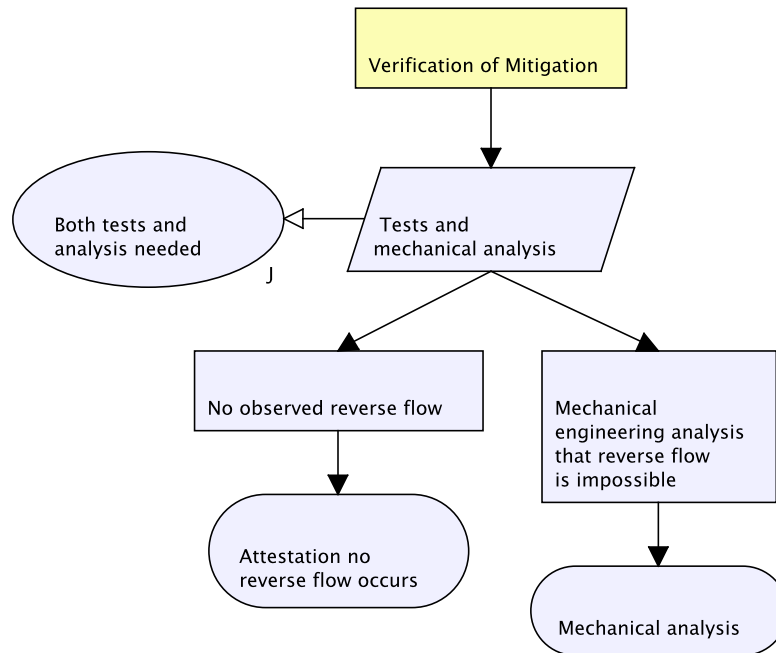 Verification of Mitigation
Both tests and
analysis needed
J
Tests and
mechanical analysis
No observed reverse flow
Mechanical
engineering analysis
that reverse flow
is impossible
Attestation no
reverse flow occurs
Mechanical analysis